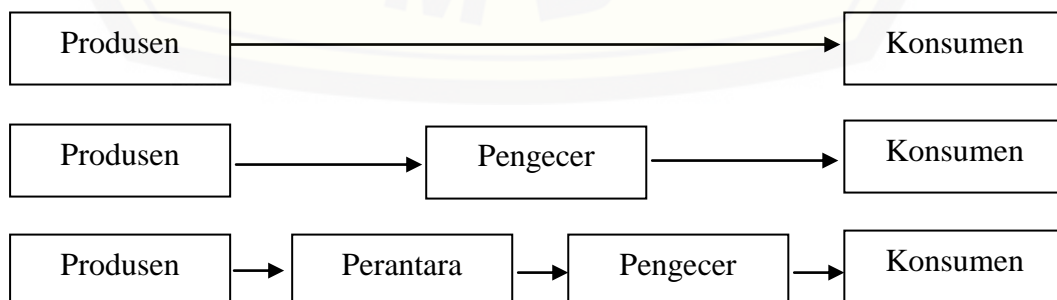 Produsen Konsumen
Produsen Pengecer Konsumen
Produsen Perantara Pengecer Konsumen